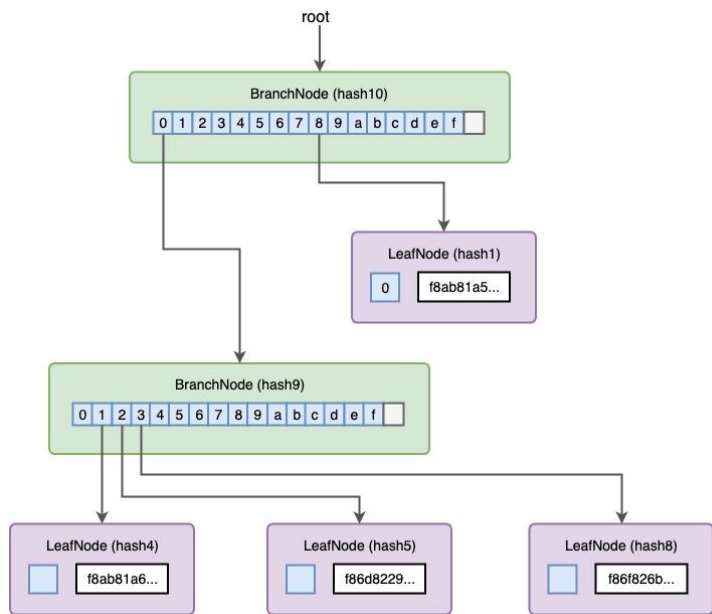 root
BranchNode (hash10)
0 1 2 3 4 5 6 7 8 9 a b c d e f
LeafNode (hash1)
0 f8ab81a5...
BranchNode (hash9)
0 1 2 3 4 5 6 7 8 9 a b c d e f
LeafNode (hash4) LeafNode (hash5) LeafNode (hash8)
f8ab81a6... f86d8229... f86f826b...